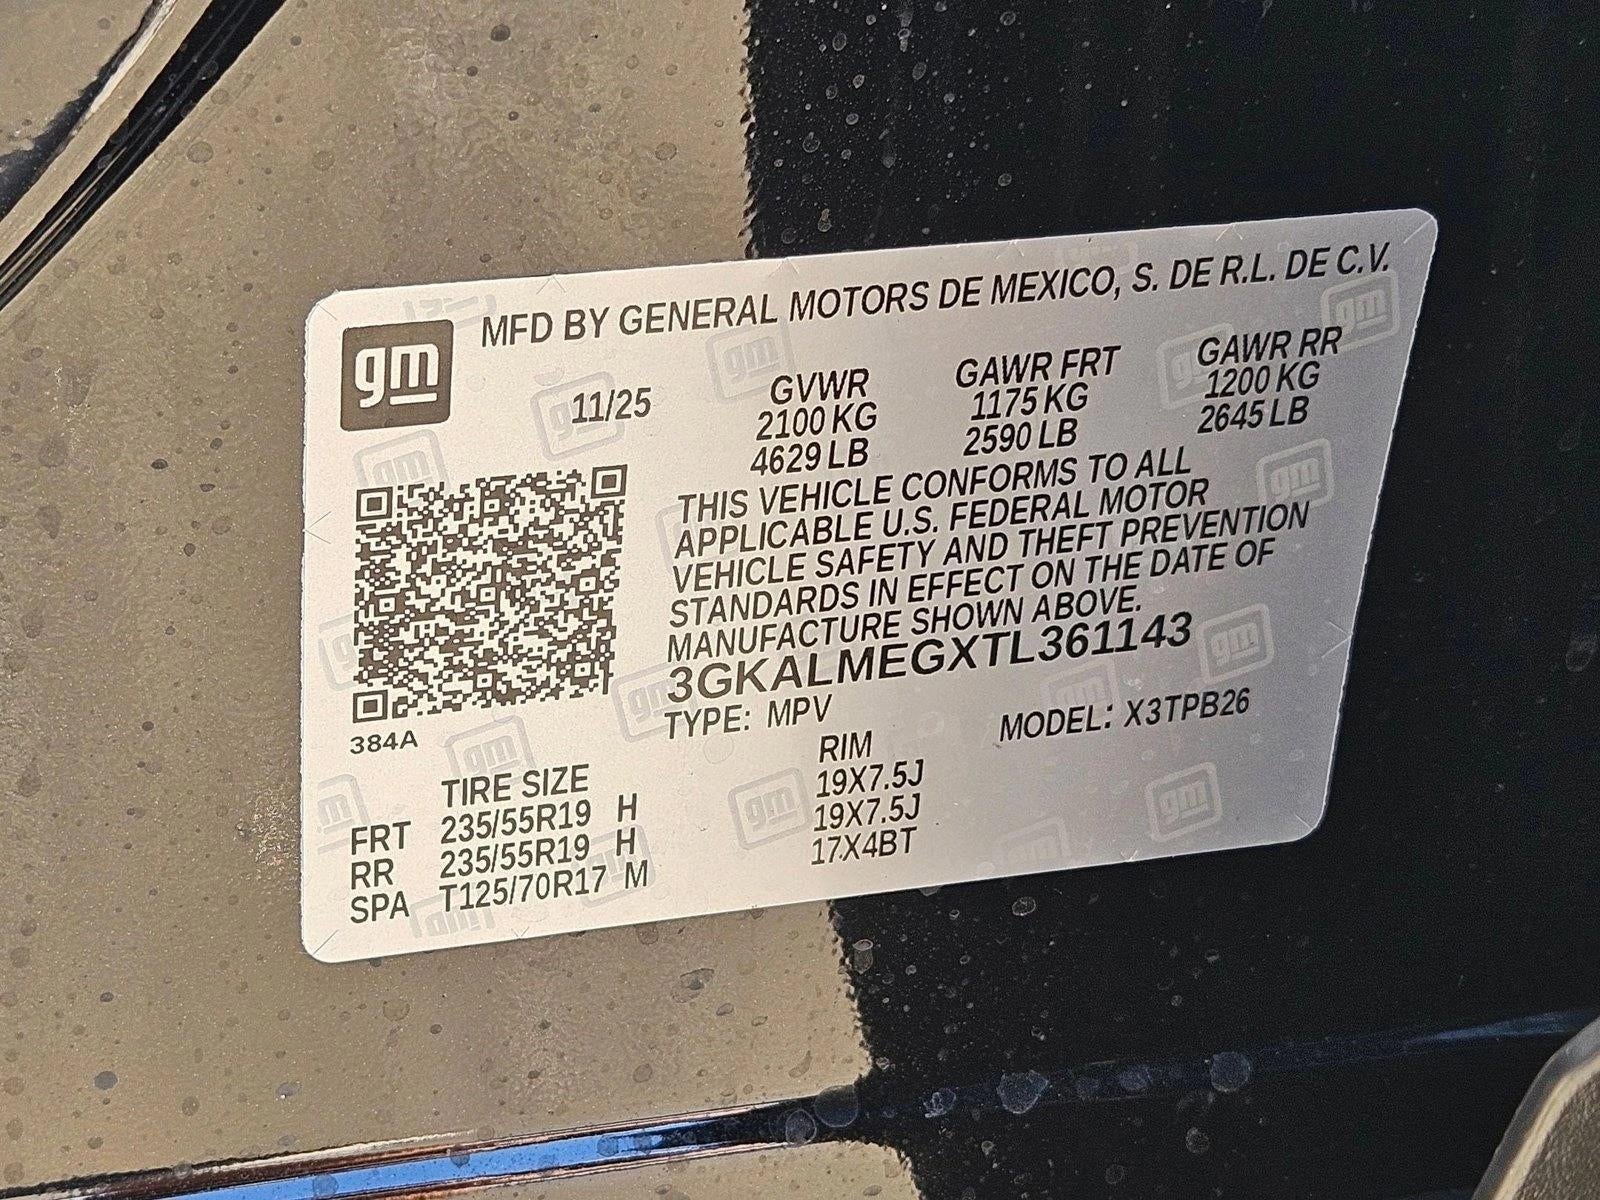 gm
MFD BY GENERAL MOTORS DE MEXICO, S. DE R.L. DE C.V.
11/25 GVWR GAWR FRT GAWR RR
2100 KG 1175 KG 1200 KG
4629 LB 2590 LB 2645 LB
THIS VEHICLE CONFORMS TO ALL
APPLICABLE U.S. FEDERAL MOTOR
VEHICLE SAFETY AND THEFT PREVENTION
STANDARDS IN EFFECT ON THE DATE OF
MANUFACTURE SHOWN ABOVE.
3GKALMEGXTL361143
TYPE: MPV MODEL: X3TPB26
384A
TIRE SIZE RIM
FRT 235/55R19 H 19X7.5J
RR 235/55R19 H 19X7.5J
SPA T125/70R17 M 17X4BT